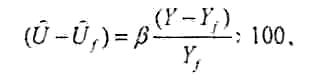 (Û − Û_f) = β (Y − Y_f) / Y_f ; 100.